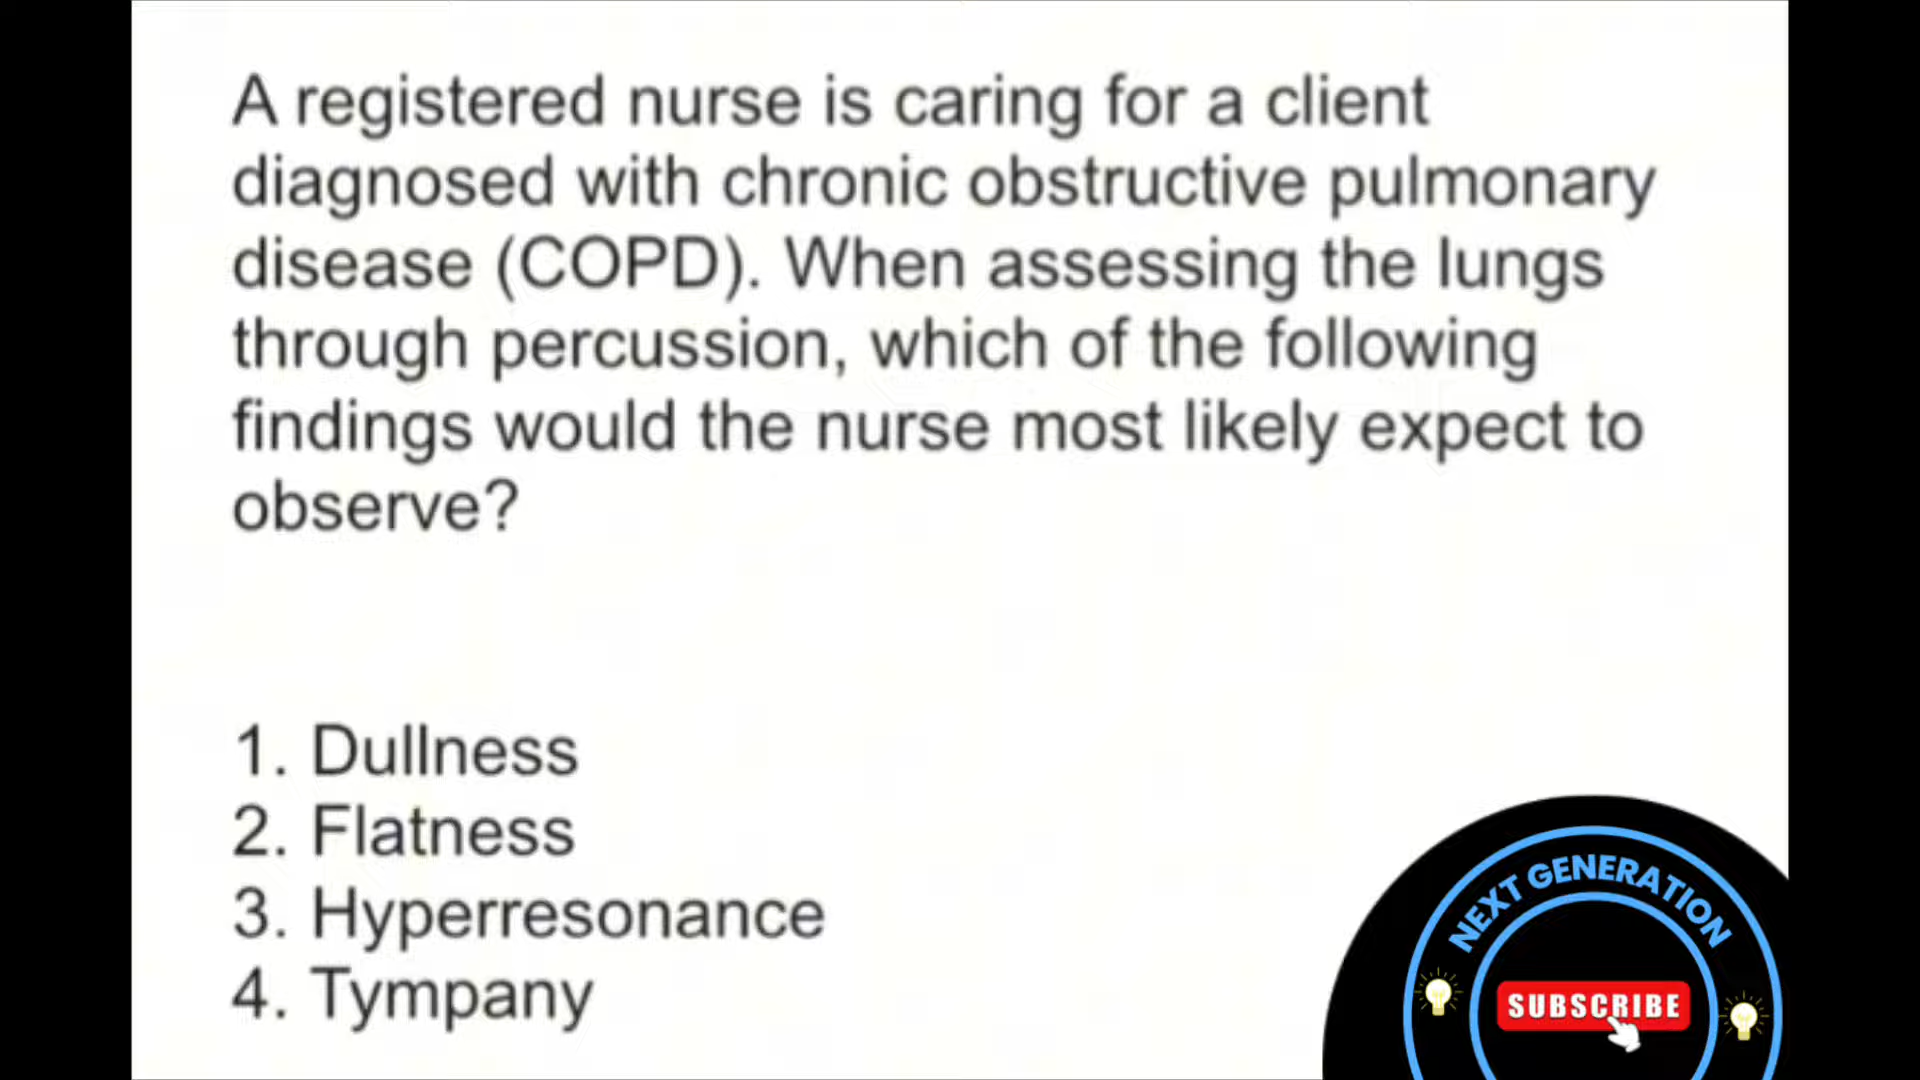 A registered nurse is caring for a client
diagnosed with chronic obstructive pulmonary
disease (COPD). When assessing the lungs
through percussion, which of the following
findings would the nurse most likely expect to
observe?
1. Dullness
2. Flatness
3. Hyperresonance
4. Tympany
NEXT GENERATION
SUBSCRIBE